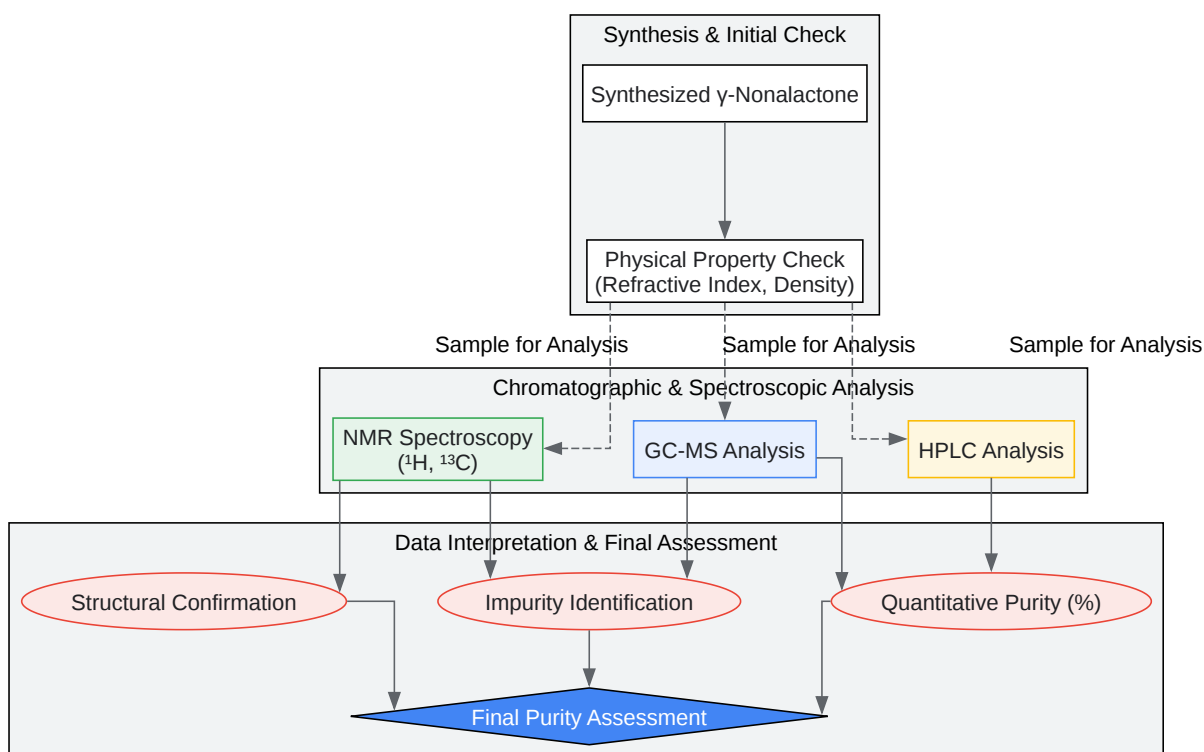 Synthesis & Initial Check
Synthesized γ-Nonalactone
Physical Property Check
(Refractive Index, Density)
Sample for Analysis
Sample for Analysis
Sample for Analysis
Chromatographic & Spectroscopic Analysis
NMR Spectroscopy
(¹H, ¹³C)
GC-MS Analysis
HPLC Analysis
Data Interpretation & Final Assessment
Structural Confirmation
Impurity Identification
Quantitative Purity (%)
Final Purity Assessment